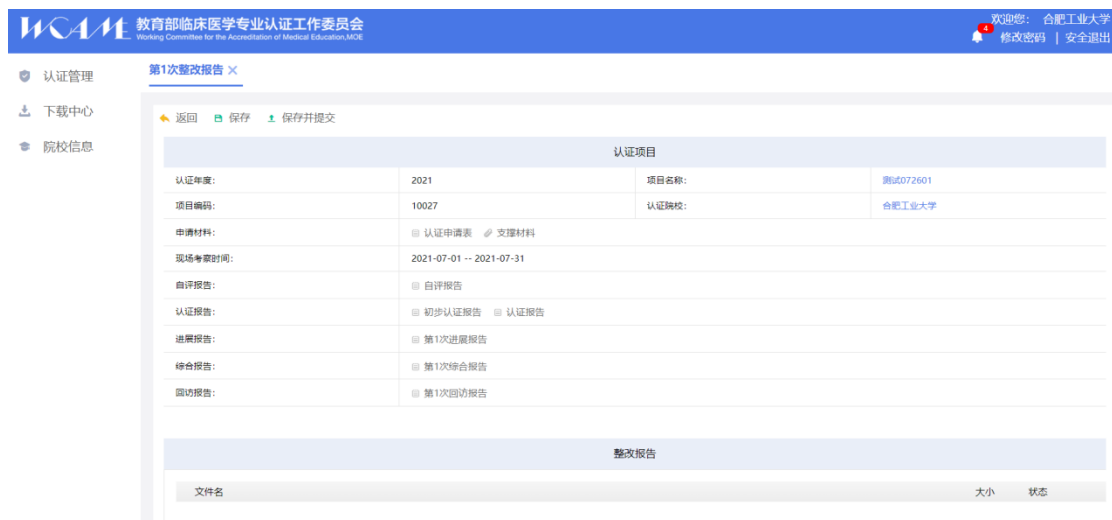 WCAME 教育部临床医学专业认证工作委员会
Working Committee for the Accreditation of Medical Education,MOE
欢迎您： 合肥工业大学
4
修改密码 | 安全退出
认证管理
下载中心
院校信息
第1次整改报告
返回 保存 保存并提交
认证项目
认证年度： 2021 项目名称： 测试072601
项目编码： 10027 认证院校： 合肥工业大学
申请材料： 认证申请表 支撑材料
现场考察时间： 2021-07-01 -- 2021-07-31
自评报告： 自评报告
认证报告： 初步认证报告 认证报告
进展报告： 第1次进展报告
综合报告： 第1次综合报告
回访报告： 第1次回访报告
整改报告
文件名 大小 状态